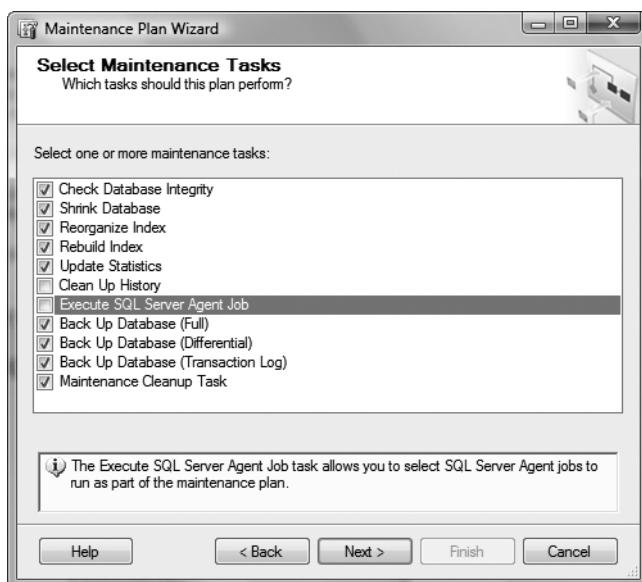 Maintenance Plan Wizard
Select Maintenance Tasks
Which tasks should this plan perform?
Select one or more maintenance tasks:
Check Database Integrity
Shrink Database
Reorganize Index
Rebuild Index
Update Statistics
Clean Up History
Execute SQL Server Agent Job
Back Up Database (Full)
Back Up Database (Differential)
Back Up Database (Transaction Log)
Maintenance Cleanup Task
The Execute SQL Server Agent Job task allows you to select SQL Server Agent jobs to
run as part of the maintenance plan.
Help
< Back
Next >
Finish
Cancel